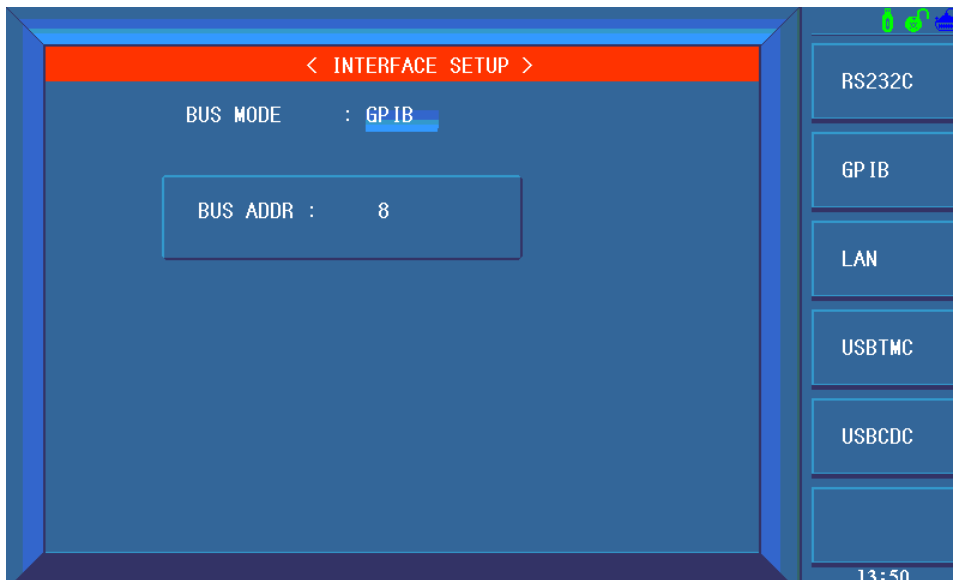 < INTERFACE SETUP >
BUS MODE : GPIB
BUS ADDR : 8
RS232C
GPIB
LAN
USBTMC
USBCDC
13:50